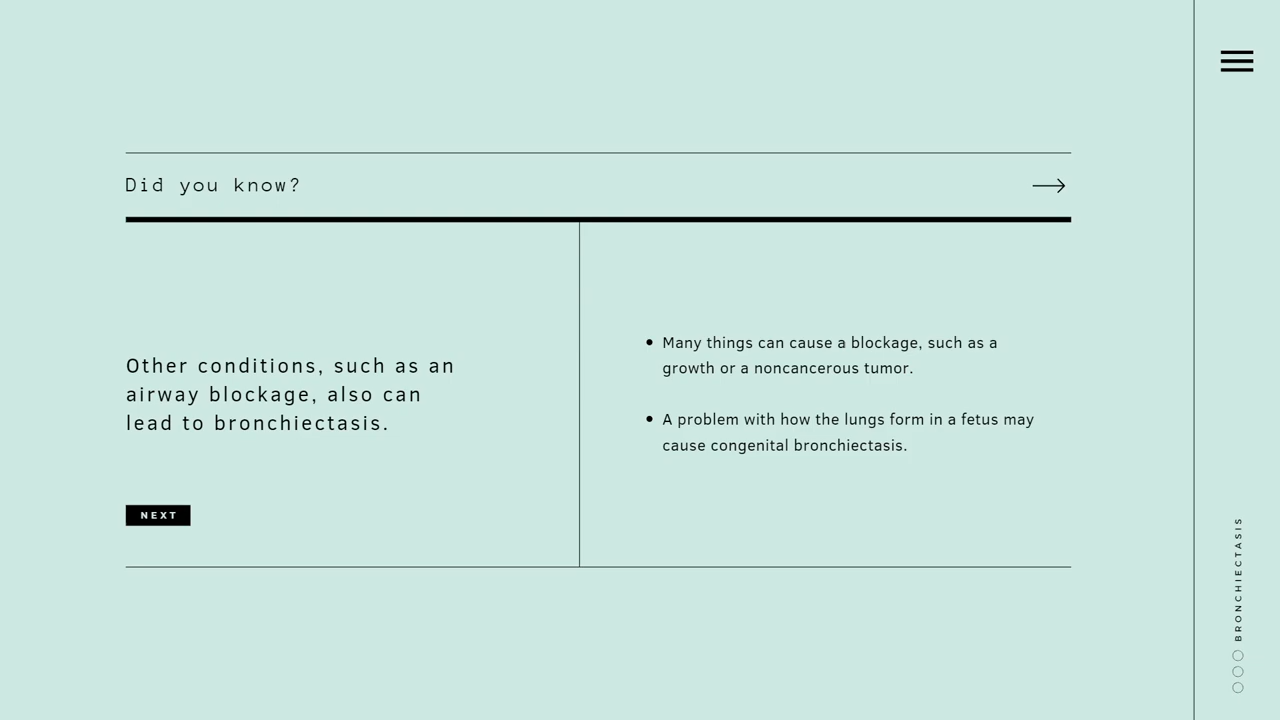 Did you know?
Other conditions, such as an
airway blockage, also can
lead to bronchiectasis.
NEXT
• Many things can cause a blockage, such as a
growth or a noncancerous tumor.
• A problem with how the lungs form in a fetus may
cause congenital bronchiectasis.
BRONCHIECTASIS